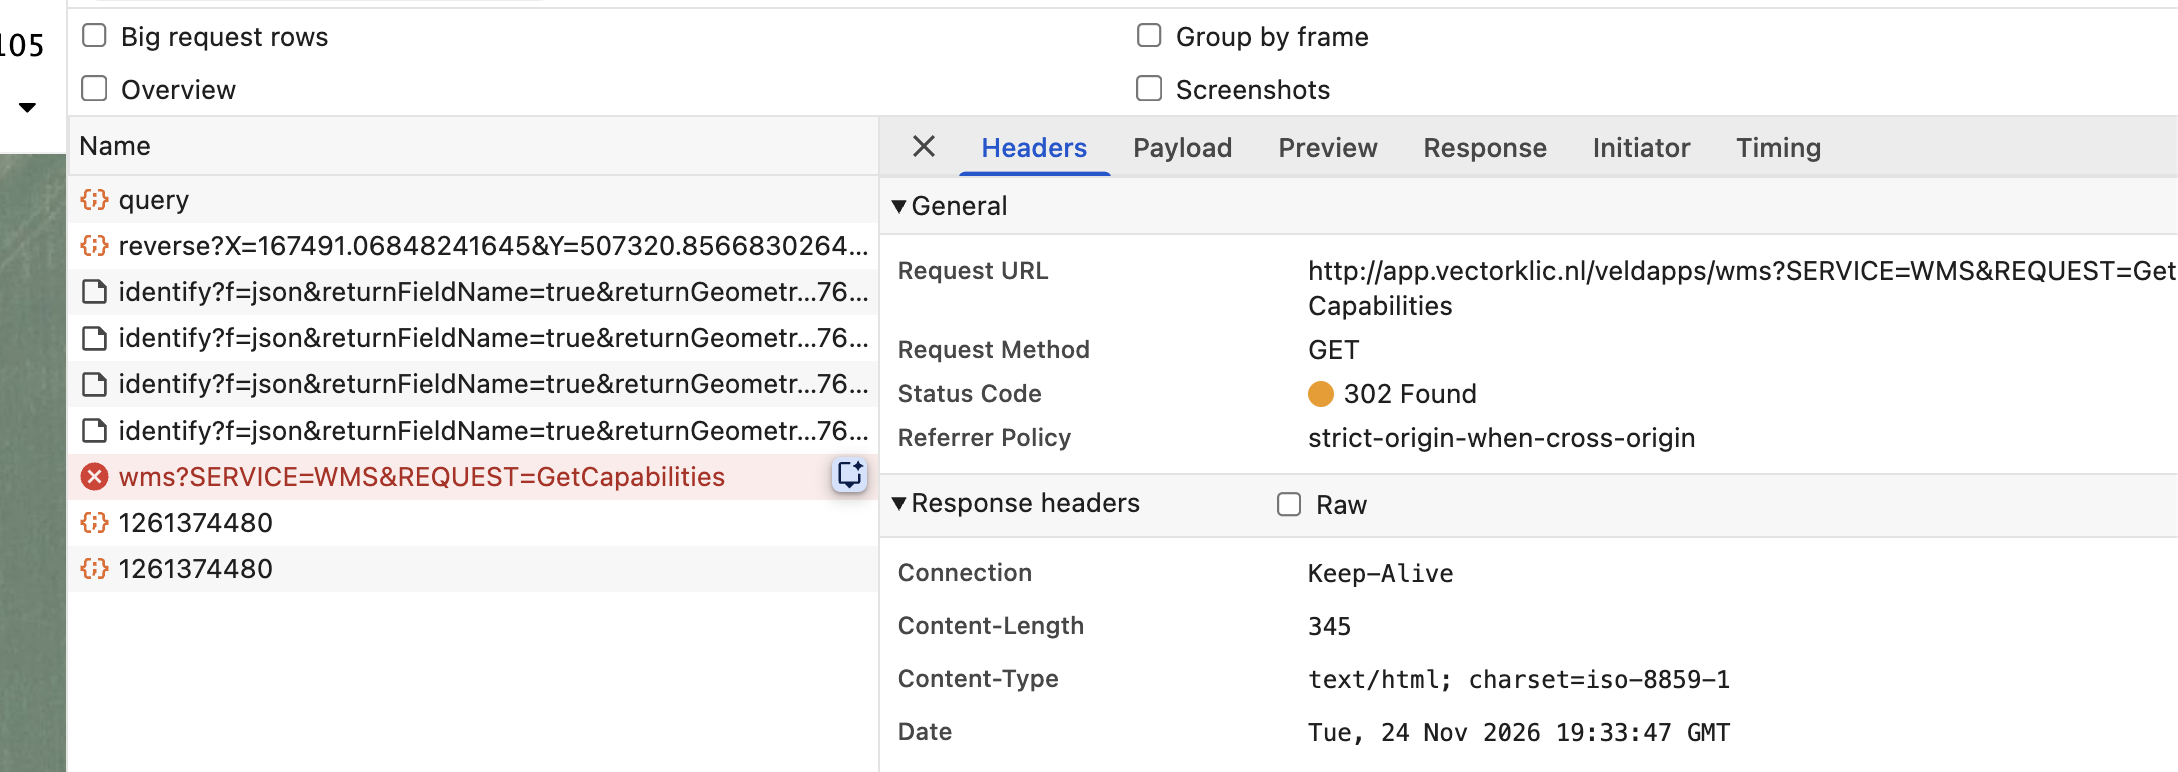 105
Big request rows
Group by frame
Overview
Screenshots
Name
query
reverse?X=167491.06848241645&Y=507320.8566830264...
identify?f=json&returnFieldName=true&returnGeometr...76...
identify?f=json&returnFieldName=true&returnGeometr...76...
identify?f=json&returnFieldName=true&returnGeometr...76...
identify?f=json&returnFieldName=true&returnGeometr...76...
wms?SERVICE=WMS&REQUEST=GetCapabilities
1261374480
1261374480
Headers Payload Preview Response Initiator Timing
General
Request URL http://app.vectorklic.nl/veldapps/wms?SERVICE=WMS&REQUEST=Get
Capabilities
Request Method GET
Status Code 302 Found
Referrer Policy strict-origin-when-cross-origin
Response headers Raw
Connection Keep-Alive
Content-Length 345
Content-Type text/html; charset=iso-8859-1
Date Tue, 24 Nov 2026 19:33:47 GMT